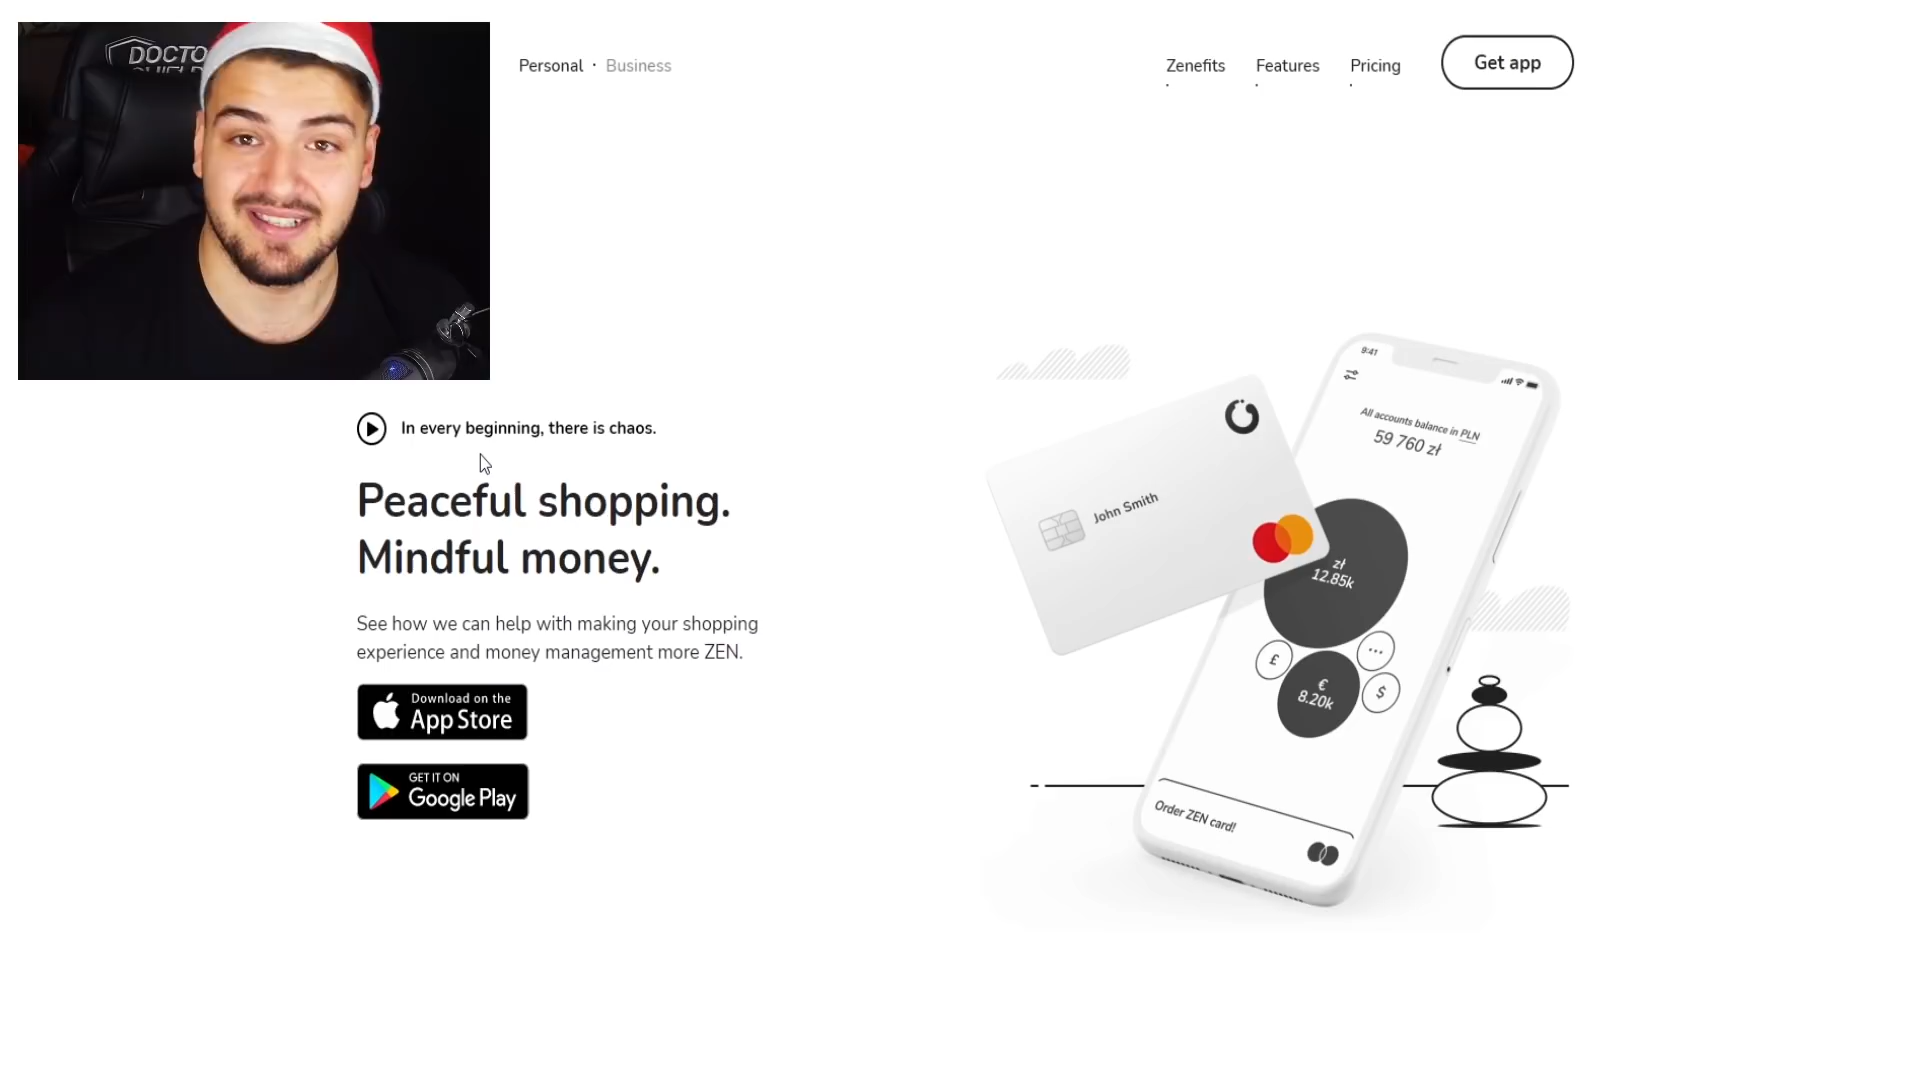 DOCTO
Personal · Business
Zenefits
Features
Pricing
Get app
In every beginning, there is chaos.
Peaceful shopping.
Mindful money.
See how we can help with making your shopping
experience and money management more ZEN.
Download on the
App Store
GET IT ON
Google Play
John Smith
9:41
All accounts balance in PLN
59 760 zł
zł
12.85k
£
...
€
8.20k
$
Order ZEN card!